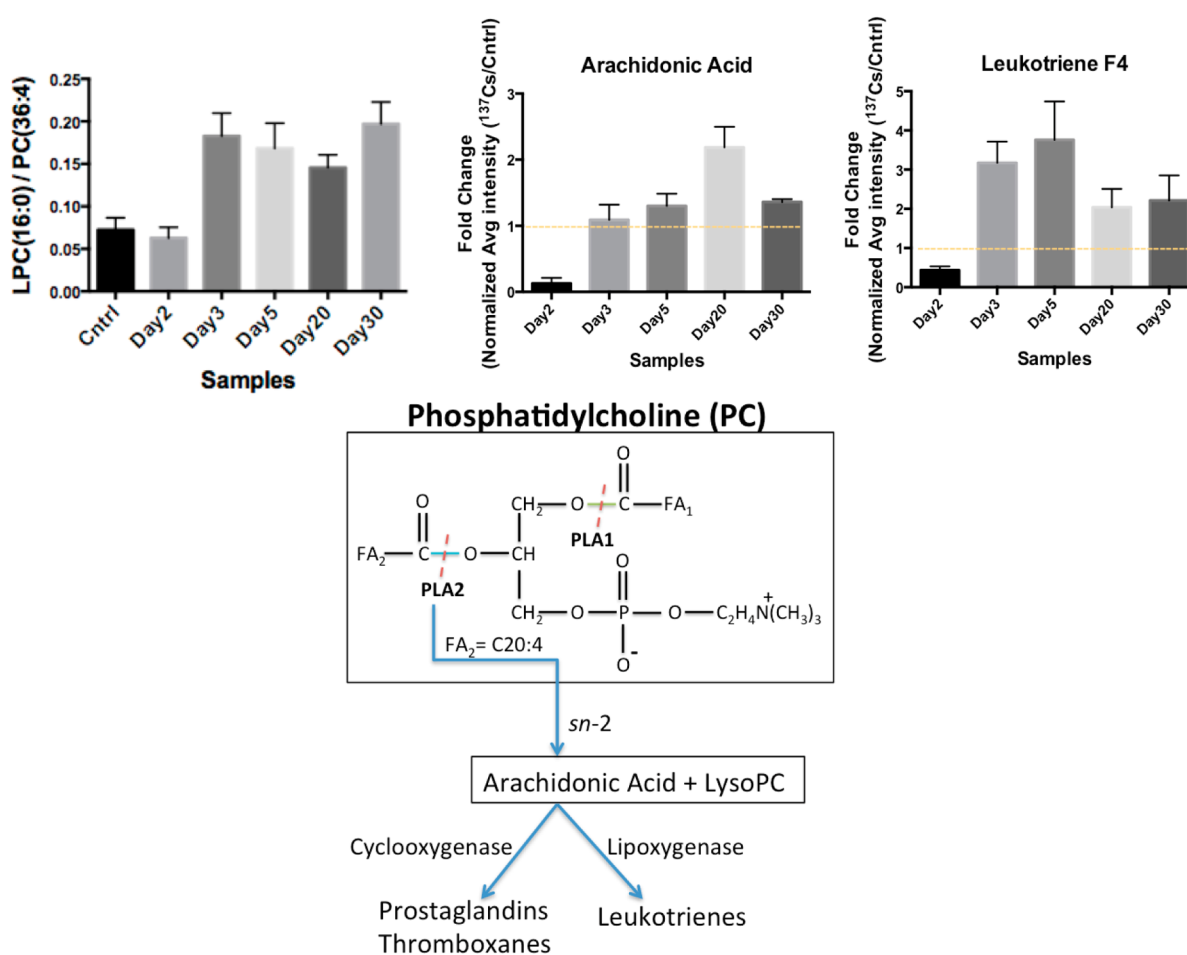 LPC(16:0) / PC(36:4)
0.25
0.20
0.15
0.10
0.05
0.00
Cntrl
Day2
Day3
Day5
Day20
Day30
Samples
Arachidonic Acid
Fold Change
(Normalized Avg intensity (¹³⁷Cs/Cntrl)
3
2
1
0
Day2
Day3
Day5
Day20
Day30
Samples
Leukotriene F4
Fold Change
(Normalized Avg intensity (¹³⁷Cs/Cntrl)
5
4
3
2
1
0
Day2
Day3
Day5
Day20
Day30
Samples
Phosphatidylcholine (PC)
O
O
CH₂ O C FA₁
PLA1
FA₂ C O CH
PLA2
O
CH₂ O P O C₂H₄N(CH₃)₃
+
O
-
FA₂= C20:4
sn-2
Arachidonic Acid + LysoPC
Cyclooxygenase
Lipoxygenase
Prostaglandins
Thromboxanes
Leukotrienes